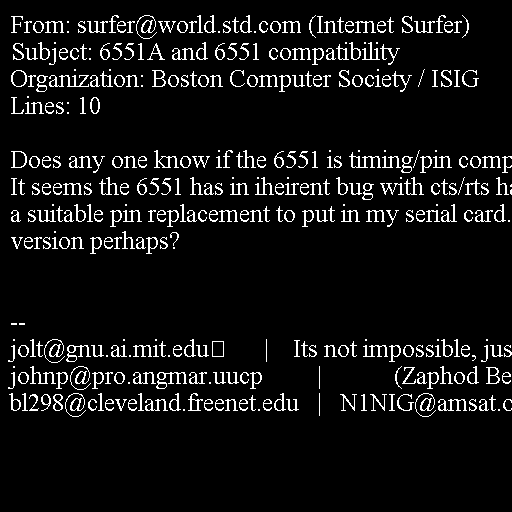 From: surfer@world.std.com (Internet Surfer)
Subject: 6551A and 6551 compatibility
Organization: Boston Computer Society / ISIG
Lines: 10
Does any one know if the 6551 is timing/pin comp
It seems the 6551 has in iheirent bug with cts/rts ha
a suitable pin replacement to put in my serial card.
version perhaps?
--
jolt@gnu.ai.mit.edu | Its not impossible, jus
johnp@pro.angmar.uucp | (Zaphod Be
bl298@cleveland.freenet.edu | N1NIG@amsat.o